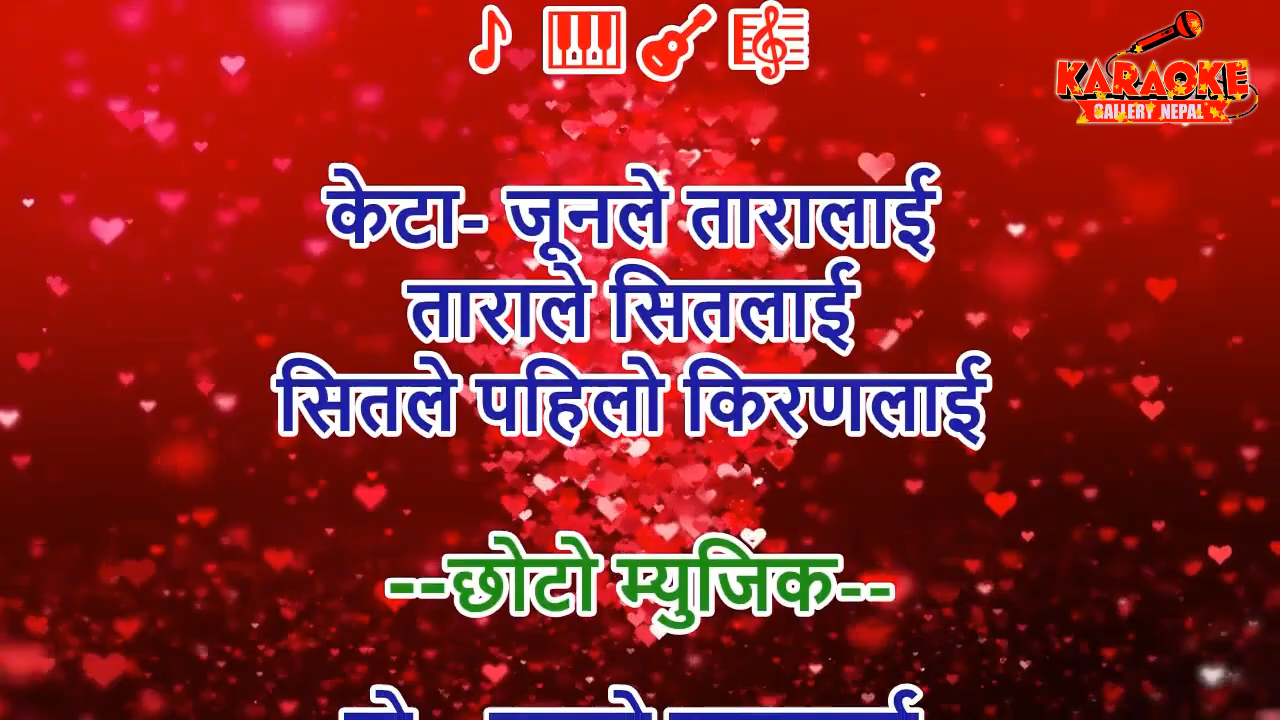 KARAOKE
GALLERY NEPAL
केटा- जूनले तारालाई
ताराले सितलाई
सितले पहिलो किरणलाई
--छोटो म्युजिक--